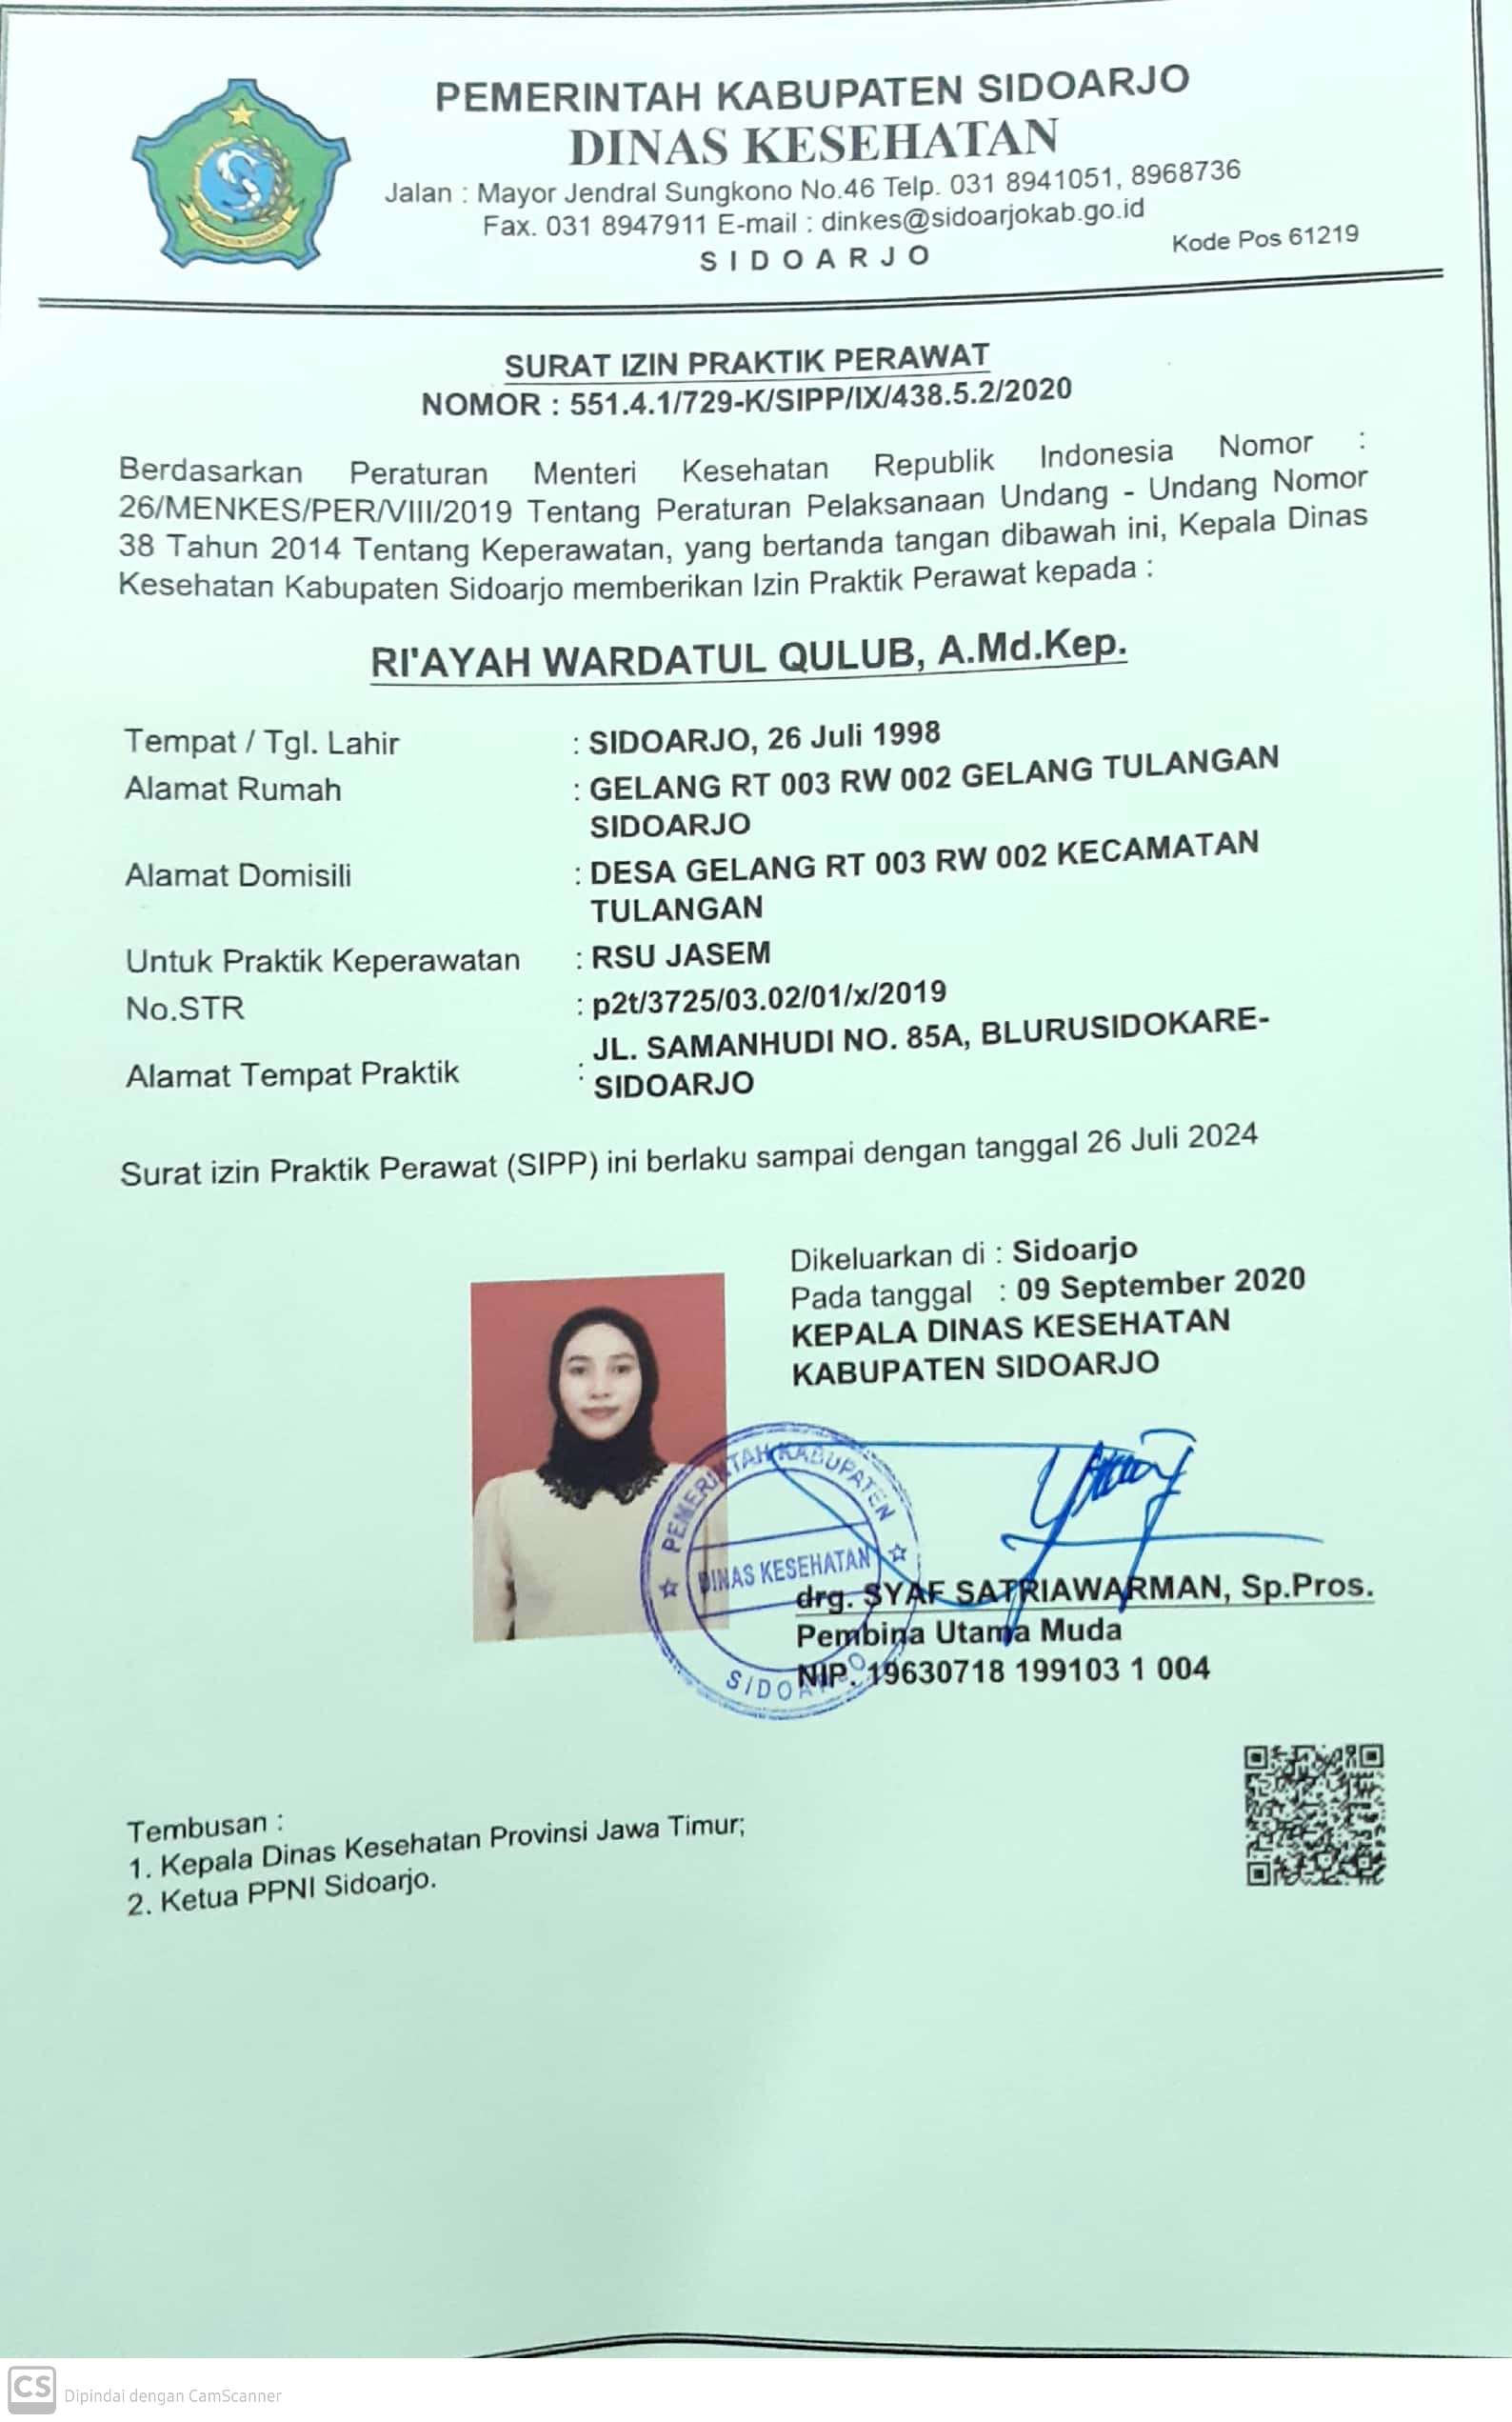 PEMERINTAH KABUPATEN SIDOARJO
DINAS KESEHATAN
Jalan : Mayor Jendral Sungkono No.46 Telp. 031 8941051, 8968736
Fax. 031 8947911 E-mail : dinkes@sidoarjokab.go.id
SIDOARJO
Kode Pos 61219
SURAT IZIN PRAKTIK PERAWAT
NOMOR : 551.4.1/729-K/SIPP/IX/438.5.2/2020
Berdasarkan Peraturan Menteri Kesehatan Republik Indonesia Nomor :
26/MENKES/PER/VIII/2019 Tentang Peraturan Pelaksanaan Undang - Undang Nomor
38 Tahun 2014 Tentang Keperawatan, yang bertanda tangan dibawah ini, Kepala Dinas
Kesehatan Kabupaten Sidoarjo memberikan Izin Praktik Perawat kepada :
RI'AYAH WARDATUL QULUB, A.Md.Kep.
Tempat / Tgl. Lahir : SIDOARJO, 26 Juli 1998
Alamat Rumah : GELANG RT 003 RW 002 GELANG TULANGAN
SIDOARJO
Alamat Domisili : DESA GELANG RT 003 RW 002 KECAMATAN
TULANGAN
Untuk Praktik Keperawatan : RSU JASEM
No.STR : p2t/3725/03.02/01/x/2019
Alamat Tempat Praktik : JL. SAMANHUDI NO. 85A, BLURUSIDOKARE-
SIDOARJO
Surat izin Praktik Perawat (SIPP) ini berlaku sampai dengan tanggal 26 Juli 2024
Dikeluarkan di : Sidoarjo
Pada tanggal : 09 September 2020
KEPALA DINAS KESEHATAN
KABUPATEN SIDOARJO
PEMERINTAH KABUPATEN
DINAS KESEHATAN
SIDOARJO
drg. SYAF SATRIAWARMAN, Sp.Pros.
Pembina Utama Muda
NIP. 19630718 199103 1 004
Tembusan :
1. Kepala Dinas Kesehatan Provinsi Jawa Timur;
2. Ketua PPNI Sidoarjo.
CS Dipindai dengan CamScanner